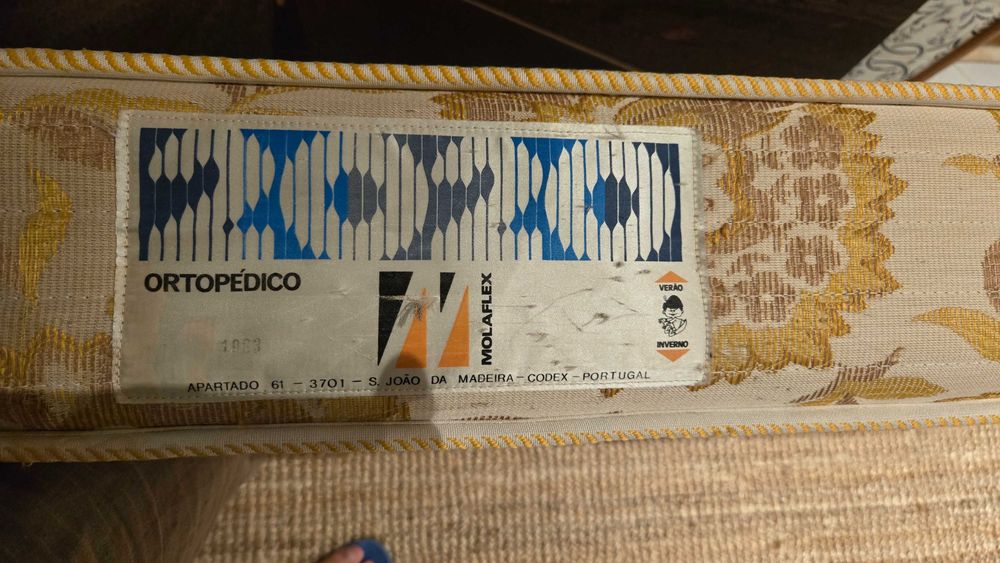 ORTOPÉDICO
MOLAFLEX
VERÃO
INVERNO
APARTADO 61 - 3701 - S. JOÃO DA MADEIRA - CODEX - PORTUGAL